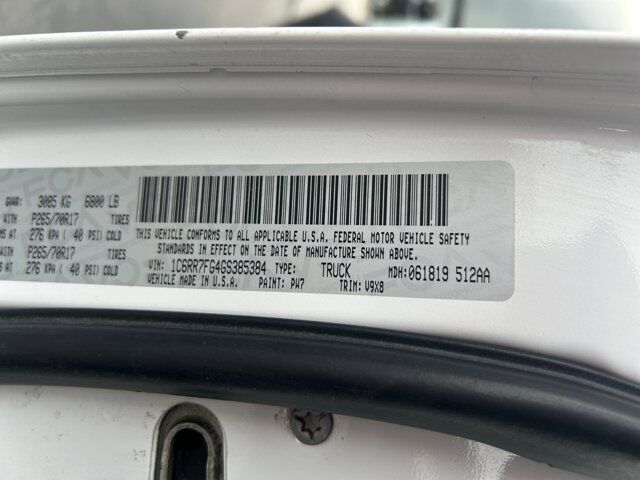 GVWR: 3085 KG 6800 LB
WITH P265/70R17 TIRES
S AT 276 KPA ( 40 PSI) COLD
WITH P265/70R17 TIRES
S AT 276 KPA ( 40 PSI) COLD
THIS VEHICLE CONFORMS TO ALL APPLICABLE U.S.A. FEDERAL MOTOR VEHICLE SAFETY
STANDARDS IN EFFECT ON THE DATE OF MANUFACTURE SHOWN ABOVE.
VIN: 1C6RR7FG4GS385384 TYPE: TRUCK MDH: 061819 512AA
VEHICLE MADE IN U.S.A. PAINT: PW7 TRIM: V9X8